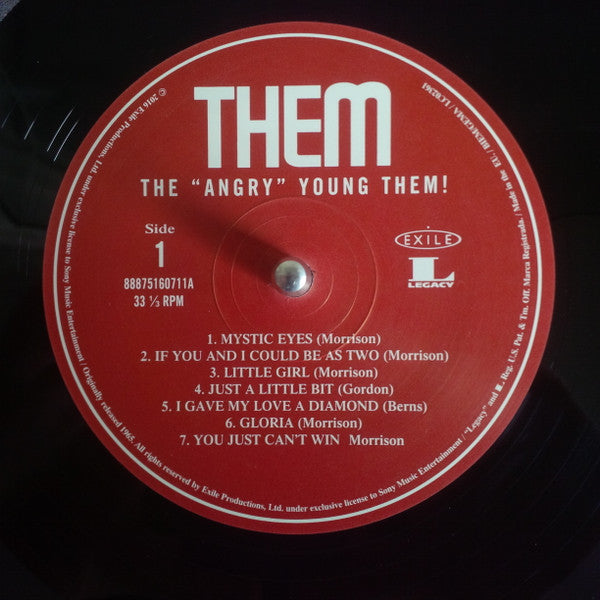 THEM
THE "ANGRY" YOUNG THEM!
Side
1
88875160711A
33 ⅓ RPM
EXILE
L
LEGACY
1. MYSTIC EYES (Morrison)
2. IF YOU AND I COULD BE AS TWO (Morrison)
3. LITTLE GIRL (Morrison)
4. JUST A LITTLE BIT (Gordon)
5. I GAVE MY LOVE A DIAMOND (Berns)
6. GLORIA (Morrison)
7. YOU JUST CAN'T WIN Morrison
℗ 2016 Exile Productions, Ltd. under exclusive license to Sony Music Entertainment / Originally released 1965. All rights reserved by Exile Productions, Ltd. under exclusive license to Sony Music Entertainment / "Legacy" and L Reg. U.S. Pat. & Tm. Off. Marca Registrada. / Made in the EU. / BIEM/GEMA / LC02361